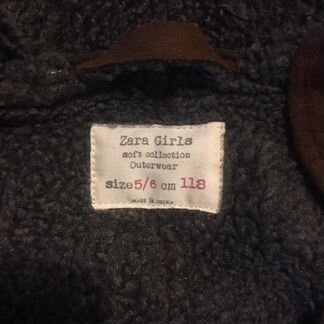 Zara Girls
soft collection
Outerwear
size 5/6 cm 118
MADE IN CHINA